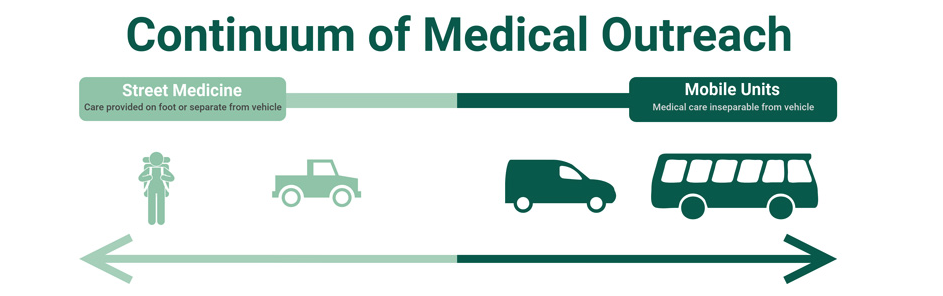 Continuum of Medical Outreach
Street Medicine
Care provided on foot or separate from vehicle
Mobile Units
Medical care inseparable from vehicle